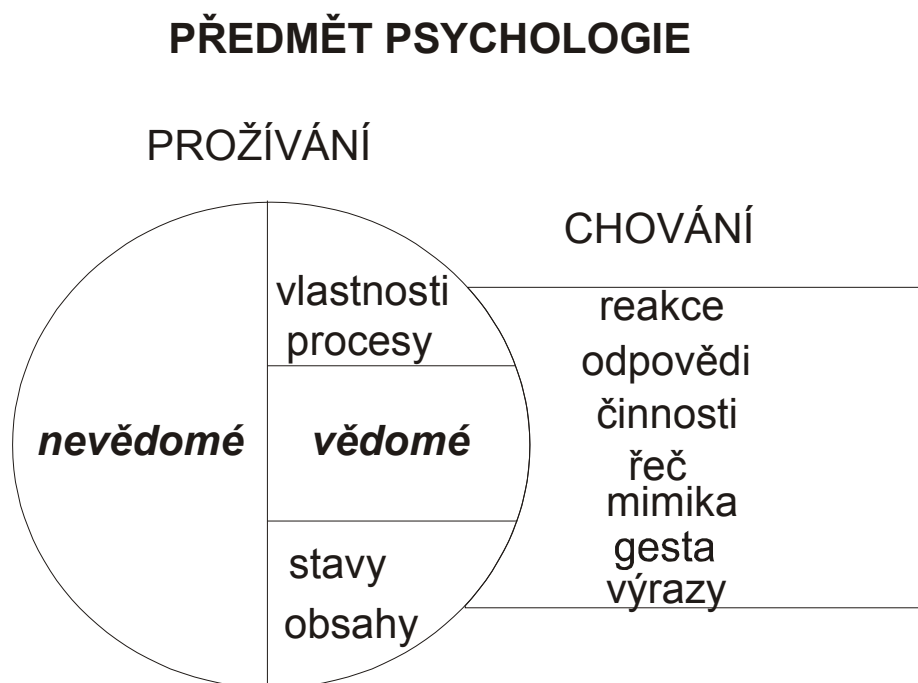 PŘEDMĚT PSYCHOLOGIE
PROŽÍVÁNÍ
CHOVÁNÍ
vlastnosti
procesy
nevědomé
vědomé
stavy
obsahy
reakce
odpovědi
činnosti
řeč
mimika
gesta
výrazy